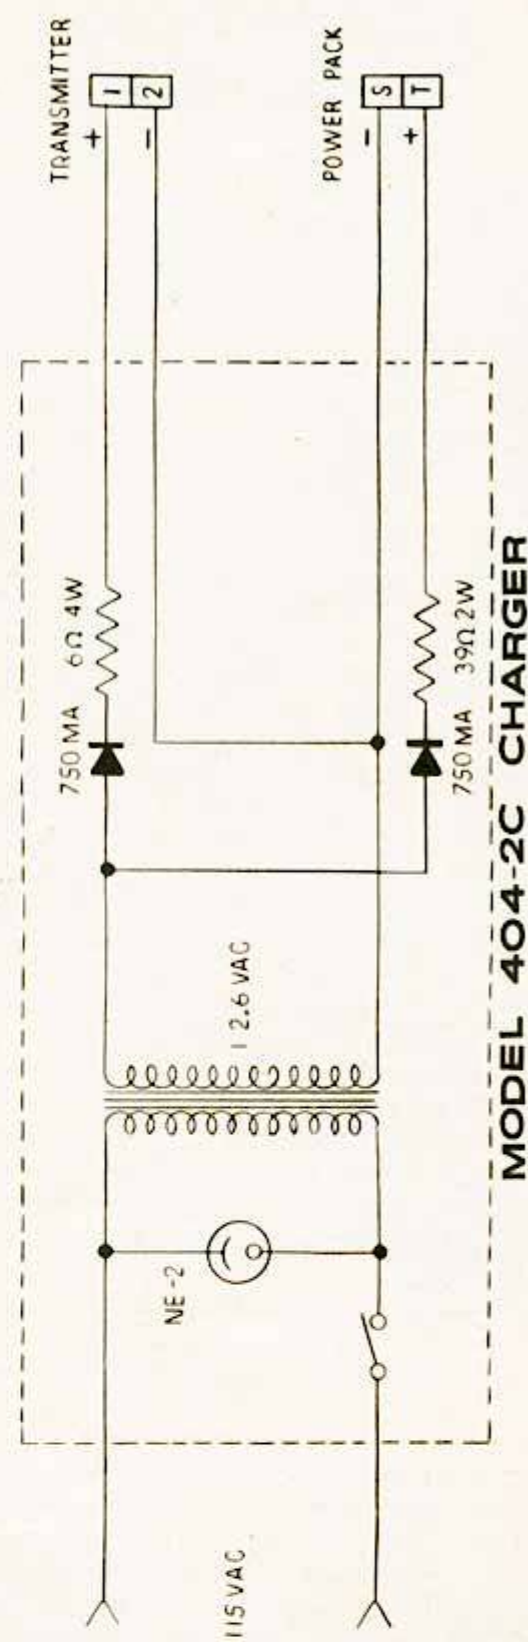 115 VAC
NE-2
12.6 VAC
750 MA 6Ω 4W
750 MA 39Ω 2W
TRANSMITTER
+ 1
- 2
POWER PACK
- S
+ T
MODEL 404-2C CHARGER